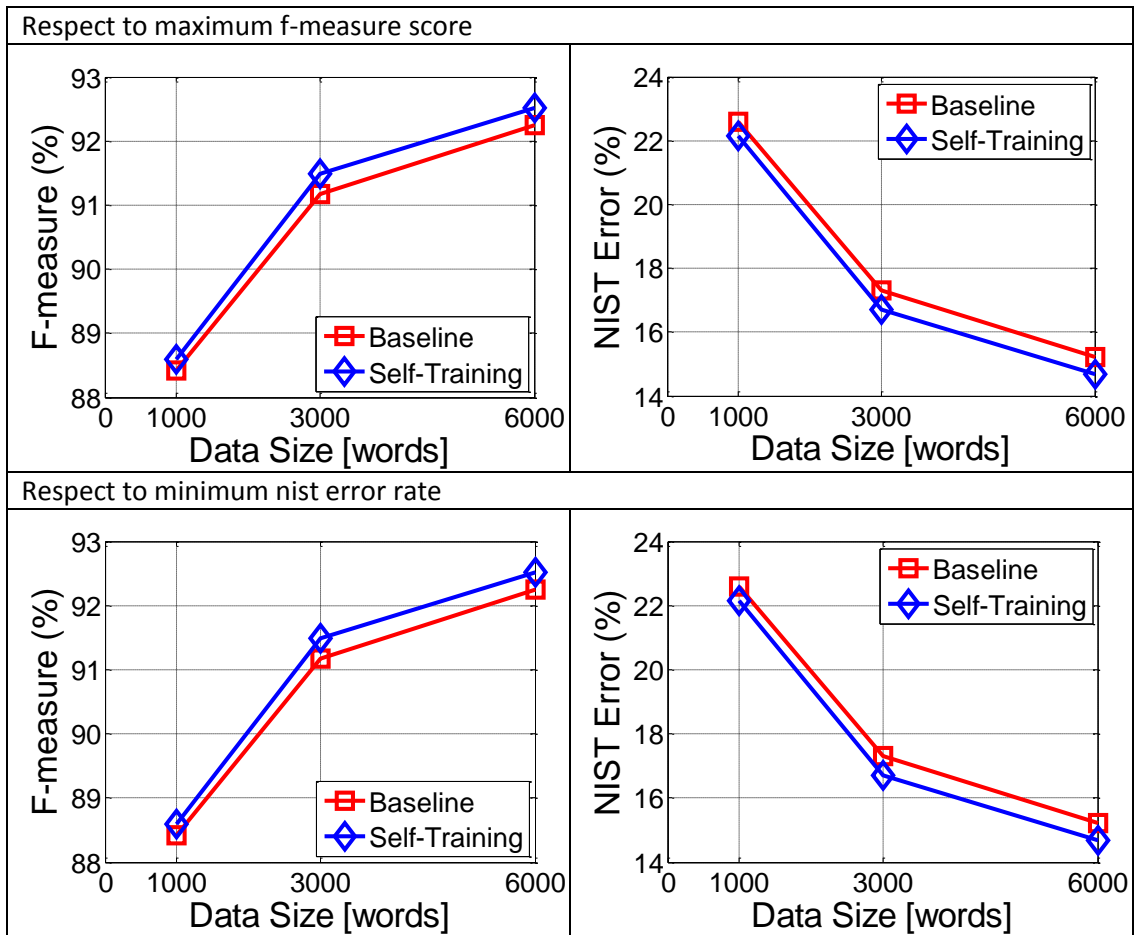 Respect to maximum f-measure score
F-measure (%)
93
92
91
90
89
88
0 1000 3000 6000
Data Size [words]
Baseline
Self-Training
NIST Error (%)
24
22
20
18
16
14
0 1000 3000 6000
Data Size [words]
Baseline
Self-Training
Respect to minimum nist error rate
F-measure (%)
93
92
91
90
89
88
0 1000 3000 6000
Data Size [words]
Baseline
Self-Training
NIST Error (%)
24
22
20
18
16
14
0 1000 3000 6000
Data Size [words]
Baseline
Self-Training